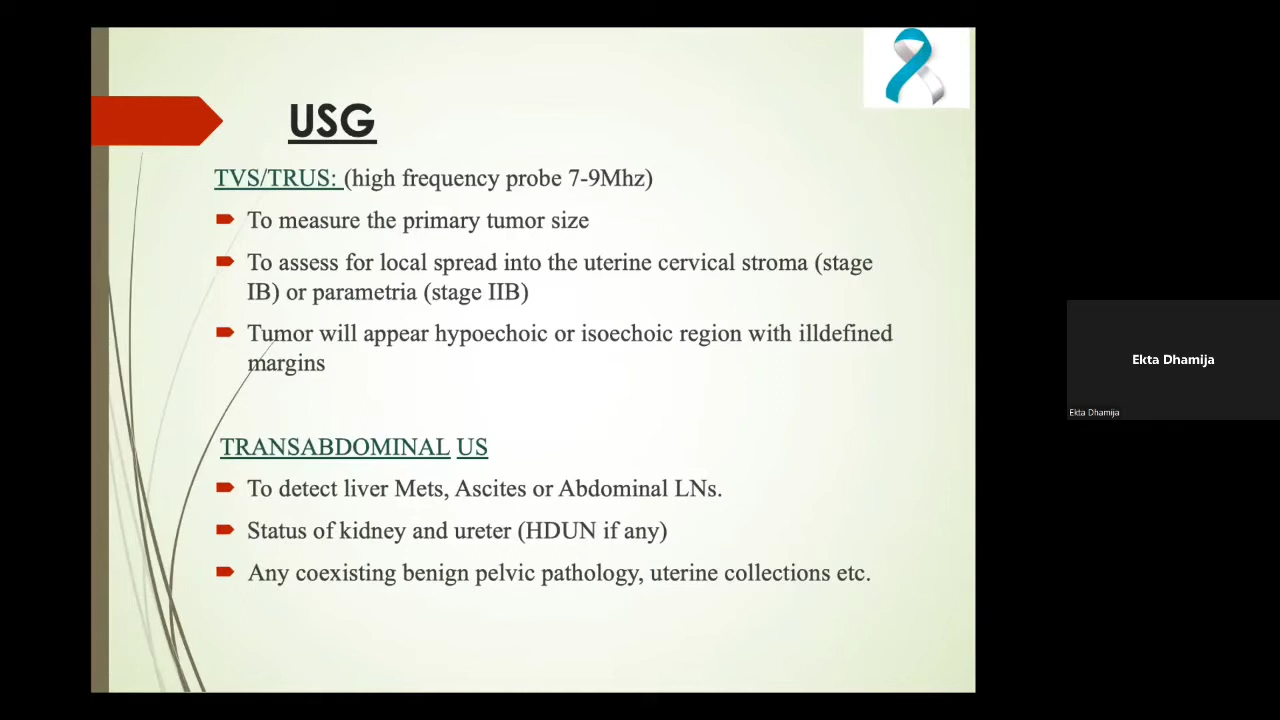 USG
TVS/TRUS: (high frequency probe 7-9Mhz)
To measure the primary tumor size
To assess for local spread into the uterine cervical stroma (stage
IB) or parametria (stage IIB)
Tumor will appear hypoechoic or isoechoic region with illdefined
margins
TRANSABDOMINAL US
To detect liver Mets, Ascites or Abdominal LNs.
Status of kidney and ureter (HDUN if any)
Any coexisting benign pelvic pathology, uterine collections etc.
Ekta Dhamija
Ekta Dhamija